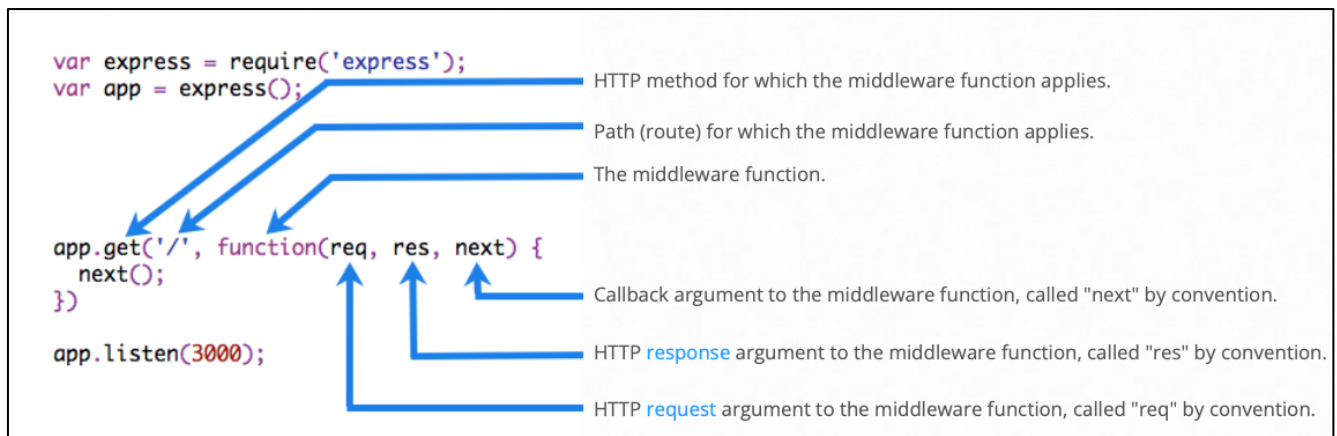 var express = require('express');
var app = express();
HTTP method for which the middleware function applies.
Path (route) for which the middleware function applies.
The middleware function.
app.get('/', function(req, res, next) {
next();
})
Callback argument to the middleware function, called "next" by convention.
app.listen(3000);
HTTP response argument to the middleware function, called "res" by convention.
HTTP request argument to the middleware function, called "req" by convention.